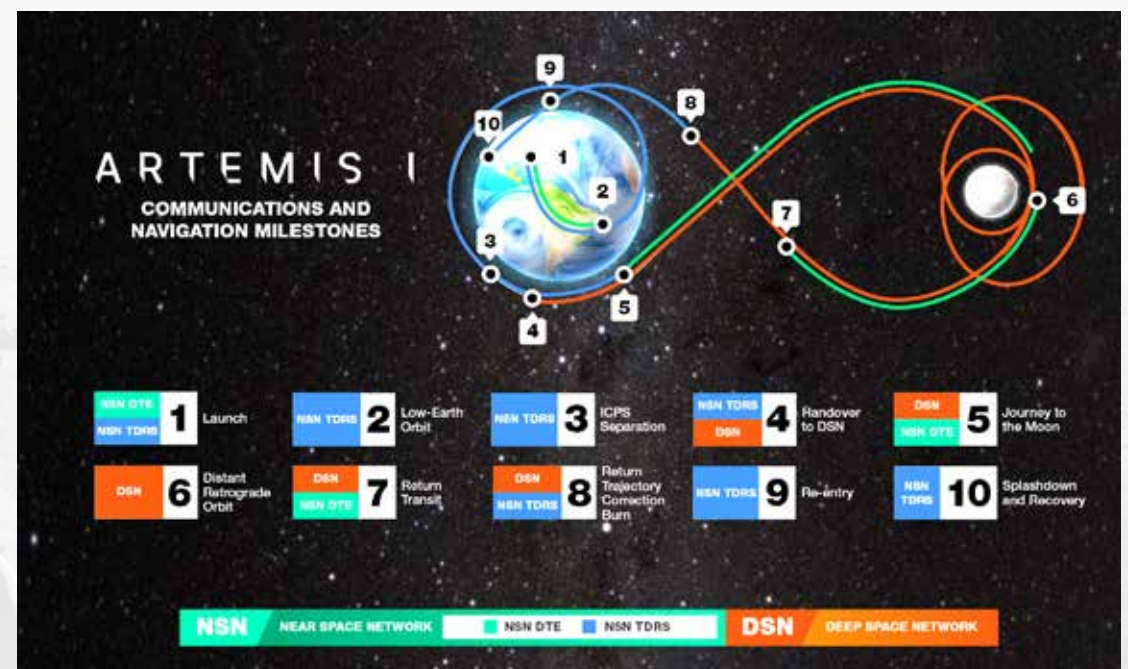 9
8
10
1
2
7
6
3
5
4
ARTEMIS I
COMMUNICATIONS AND
NAVIGATION MILESTONES
NSN DTE
NSN TDRS
1
Launch
NSN TDRS
2
Low-Earth
Orbit
NSN TDRS
3
ICPS
Separation
NSN TDRS
DSN
4
Handover
to DSN
DSN
NSN DTE
5
Journey to
the Moon
DSN
6
Distant
Retrograde
Orbit
DSN
NSN DTE
7
Return
Transit
DSN
NSN TDRS
8
Return
Trajectory
Correction
Burn
NSN TDRS
9
Re-entry
NSN
TDRS
10
Splashdown
and Recovery
NSN NEAR SPACE NETWORK NSN DTE NSN TDRS DSN DEEP SPACE NETWORK